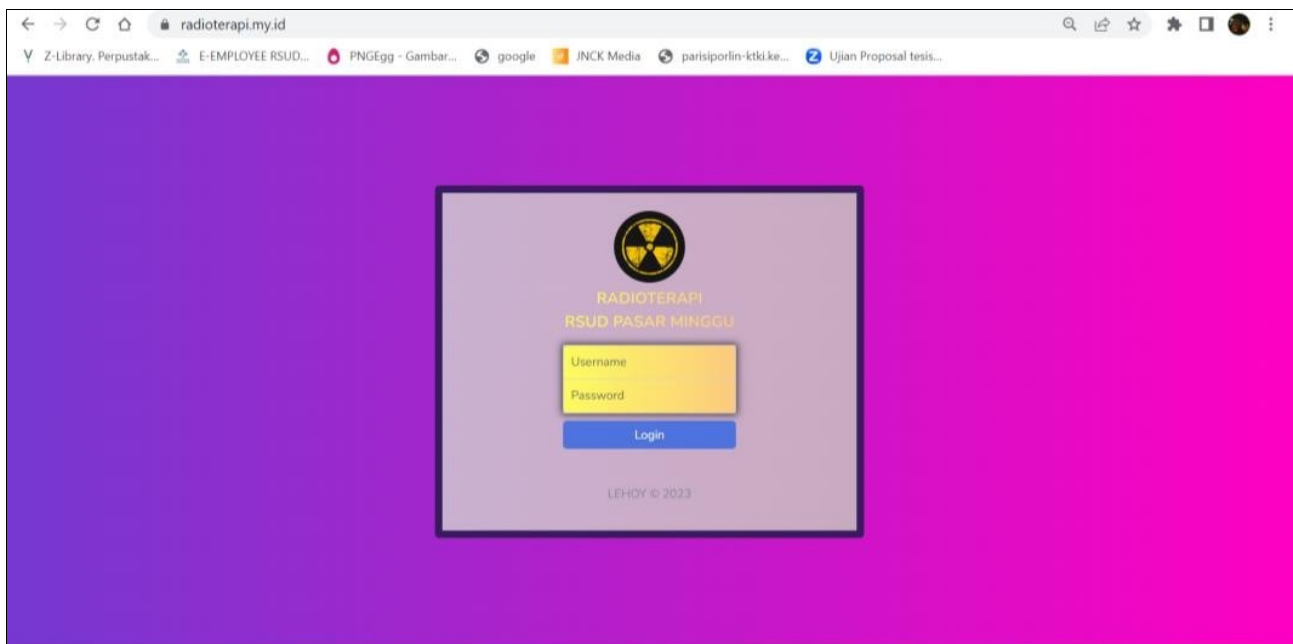 radioterapi.my.id
Z-Library. Perpustak... E-EMPLOYEE RSUD... PNGEgg - Gambar... google JNCK Media parisiporlin-ktki.ke... Ujian Proposal tesis...
RADIOTERAPI
RSUD PASAR MINGGU
Username
Password
Login
LEHOY © 2023